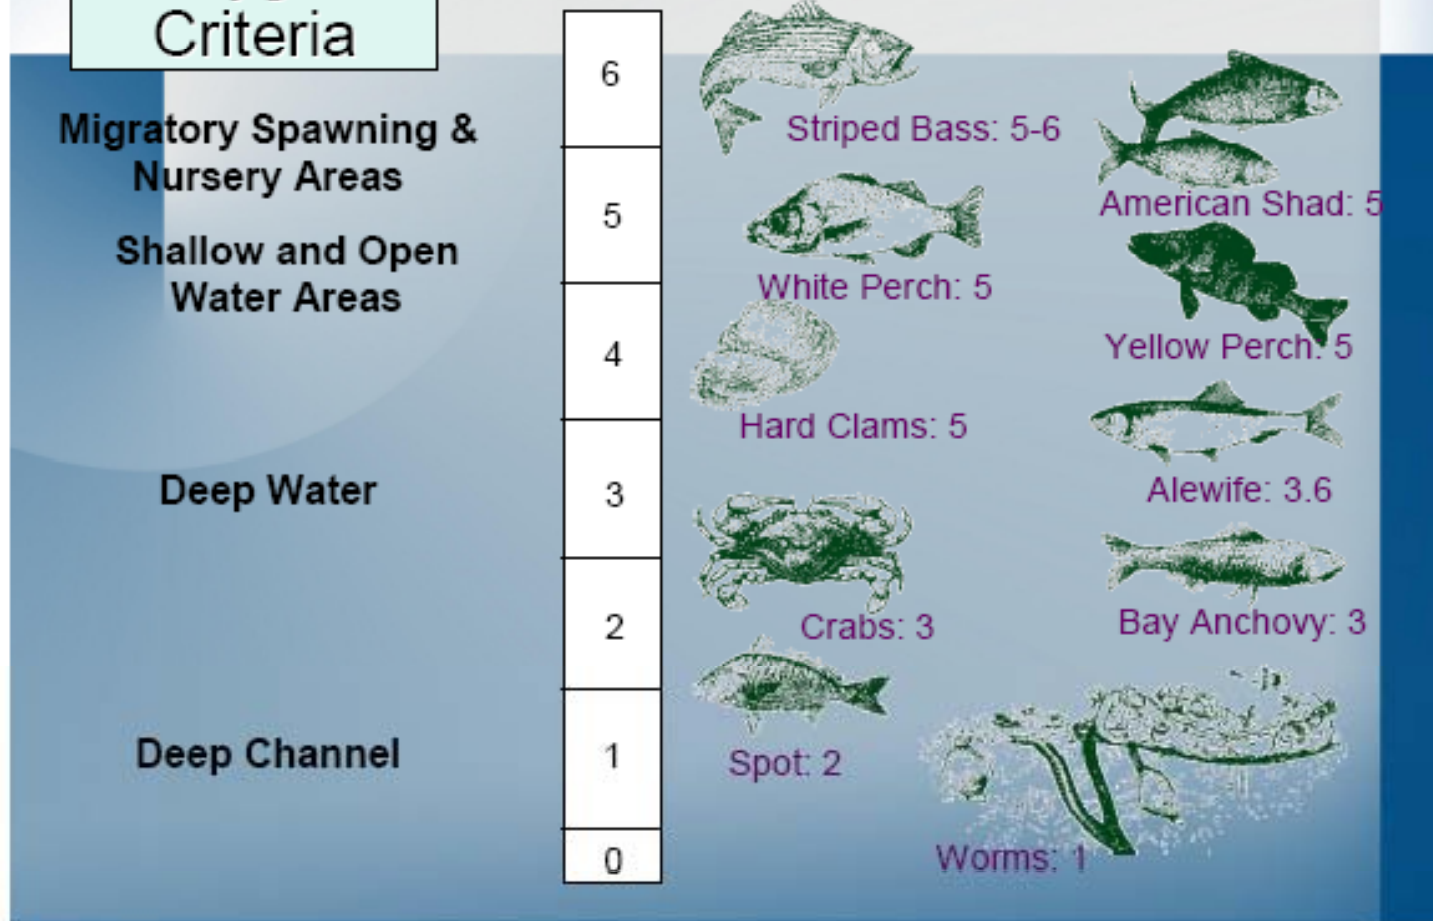 Criteria
Migratory Spawning &
Nursery Areas
Shallow and Open
Water Areas
Deep Water
Deep Channel
6
5
4
3
2
1
0
Striped Bass: 5-6
American Shad: 5
White Perch: 5
Yellow Perch: 5
Hard Clams: 5
Alewife: 3.6
Crabs: 3
Bay Anchovy: 3
Spot: 2
Worms: 1